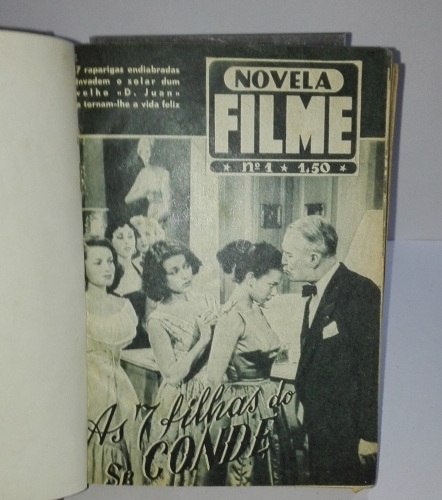 7 raparigas endiabradas
invadem o solar dum
velho «D. Juan»
e tornam-lhe a vida feliz
NOVELA
FILME
Nº 1 1,50
As 7 filhas do
Sr CONDE